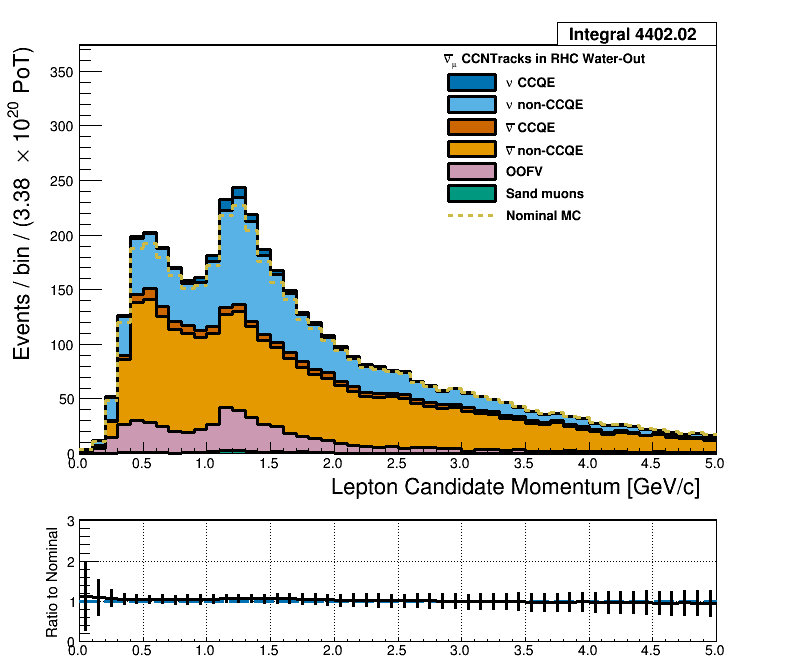 Integral 4402.02
ν̅μ CCNTracks in RHC Water-Out
ν CCQE
ν non-CCQE
ν̅ CCQE
ν̅ non-CCQE
OOFV
Sand muons
Nominal MC
Events / bin / (3.38 × 10²⁰ PoT)
350
300
250
200
150
100
50
0
0.0 0.5 1.0 1.5 2.0 2.5 3.0 3.5 4.0 4.5 5.0
Lepton Candidate Momentum [GeV/c]
Ratio to Nominal
3
2
1
0
0.0 0.5 1.0 1.5 2.0 2.5 3.0 3.5 4.0 4.5 5.0